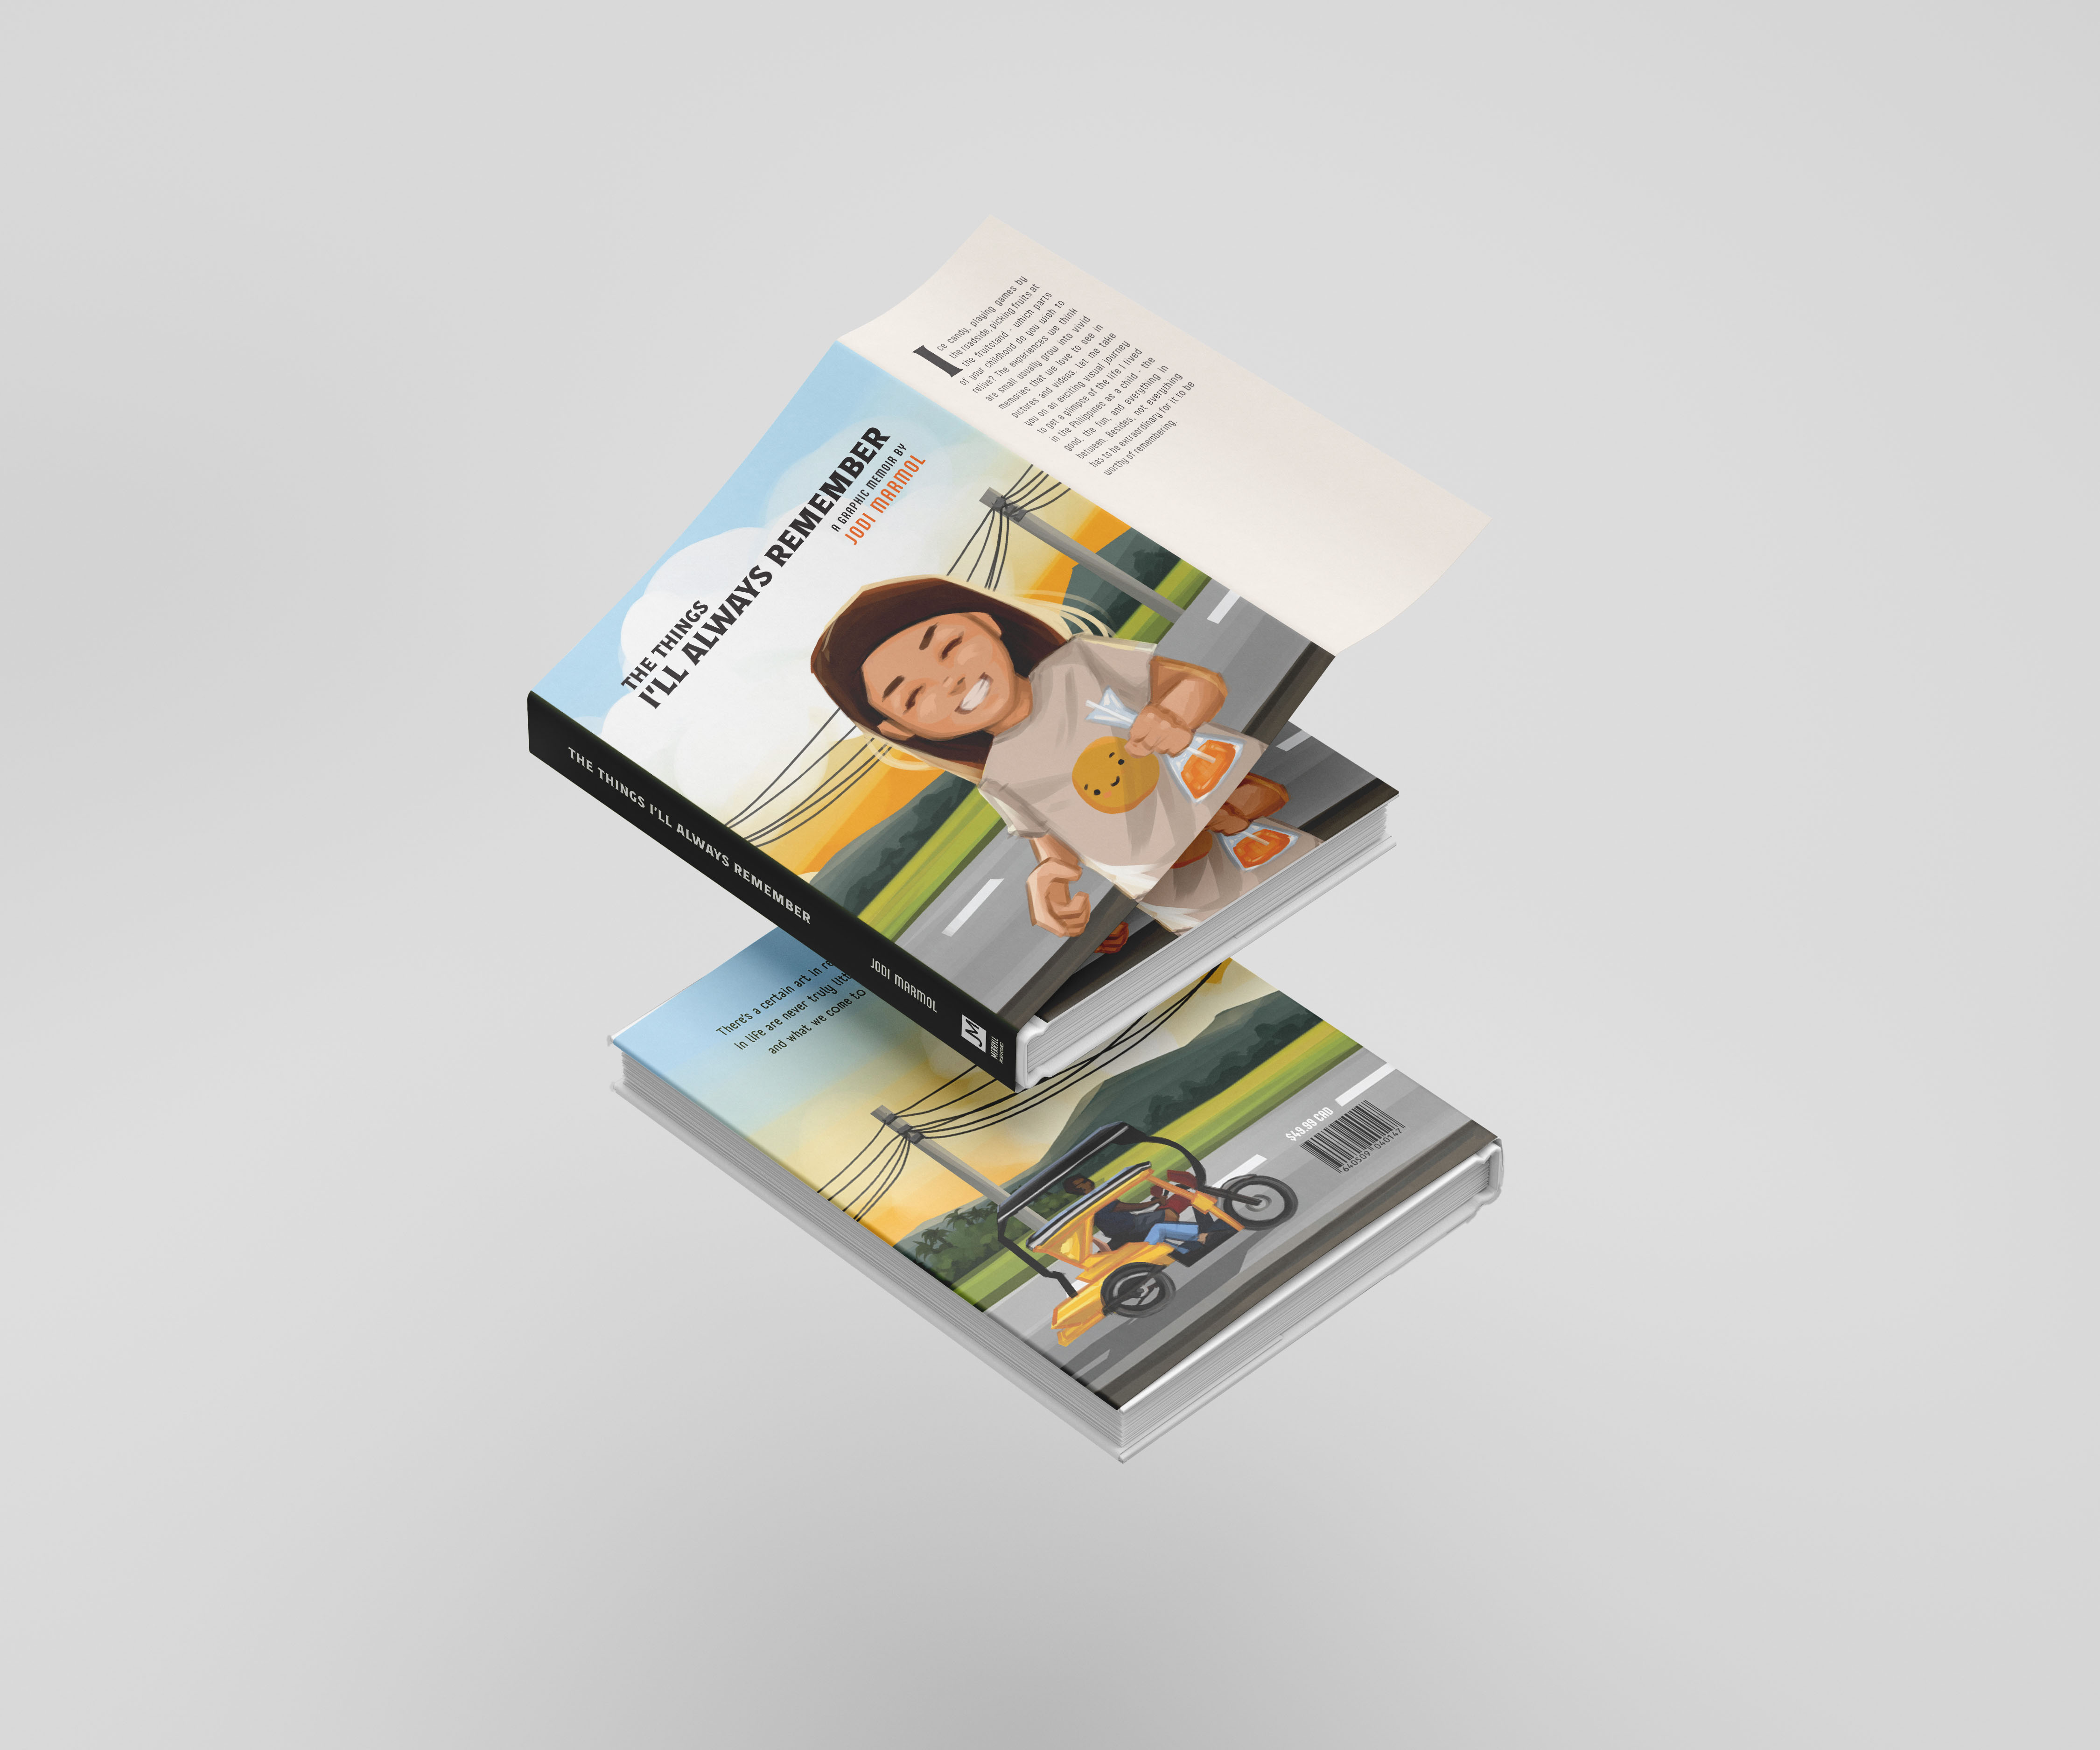 THE THINGS
I'LL ALWAYS REMEMBER
A GRAPHIC MEMOIR BY
JODI MARMOL
Ice candy, playing games by
the roadside, picking fruits at
the fruitstand - which parts
of your childhood do you wish to
relive? The experiences we think
are small usually grow into vivid
memories that we love to see in
pictures and videos. Let me take
you on an exciting visual journey
to get a glimpse of the life I lived
in the Philippines as a child - the
good, the fun, and everything in
between. Besides, not everything
has to be extraordinary for it to be
worthy of remembering.
THE THINGS I'LL ALWAYS REMEMBER
JODI MARMOL
JM
There's a certain art in
in life are never truly
and what we come to
$49.99 CAD
640509 040147